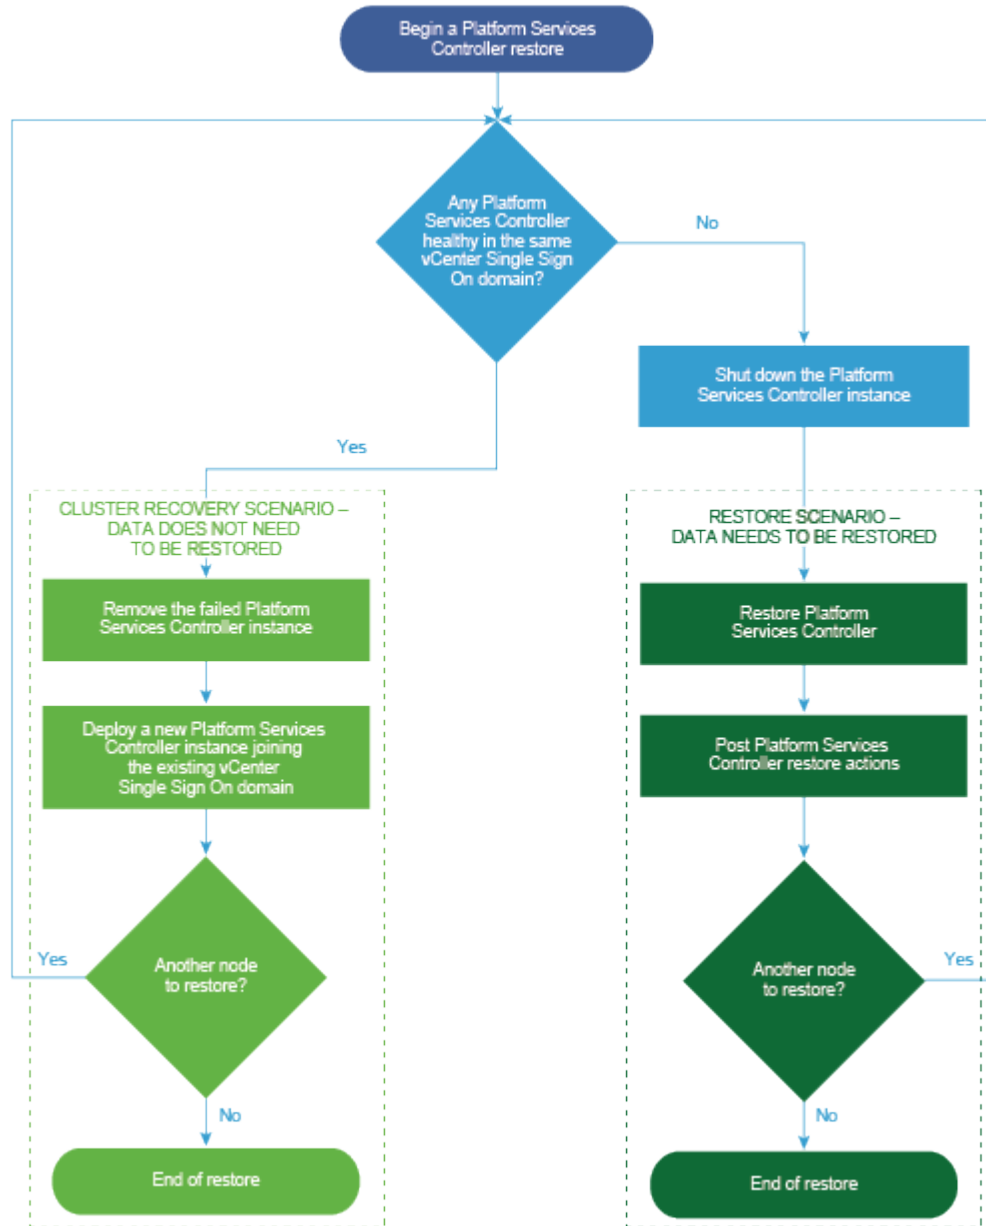 Begin a Platform Services
Controller restore
Any Platform
Services Controller
healthy in the same
vCenter Single Sign
On domain?
No
Shut down the Platform
Services Controller instance
Yes
CLUSTER RECOVERY SCENARIO –
DATA DOES NOT NEED
TO BE RESTORED
Remove the failed Platform
Services Controller instance
Deploy a new Platform Services
Controller instance joining
the existing vCenter
Single Sign On domain
Another node
to restore?
Yes
No
End of restore
RESTORE SCENARIO –
DATA NEEDS TO BE RESTORED
Restore Platform
Services Controller
Post Platform Services
Controller restore actions
Another node
to restore?
Yes
No
End of restore